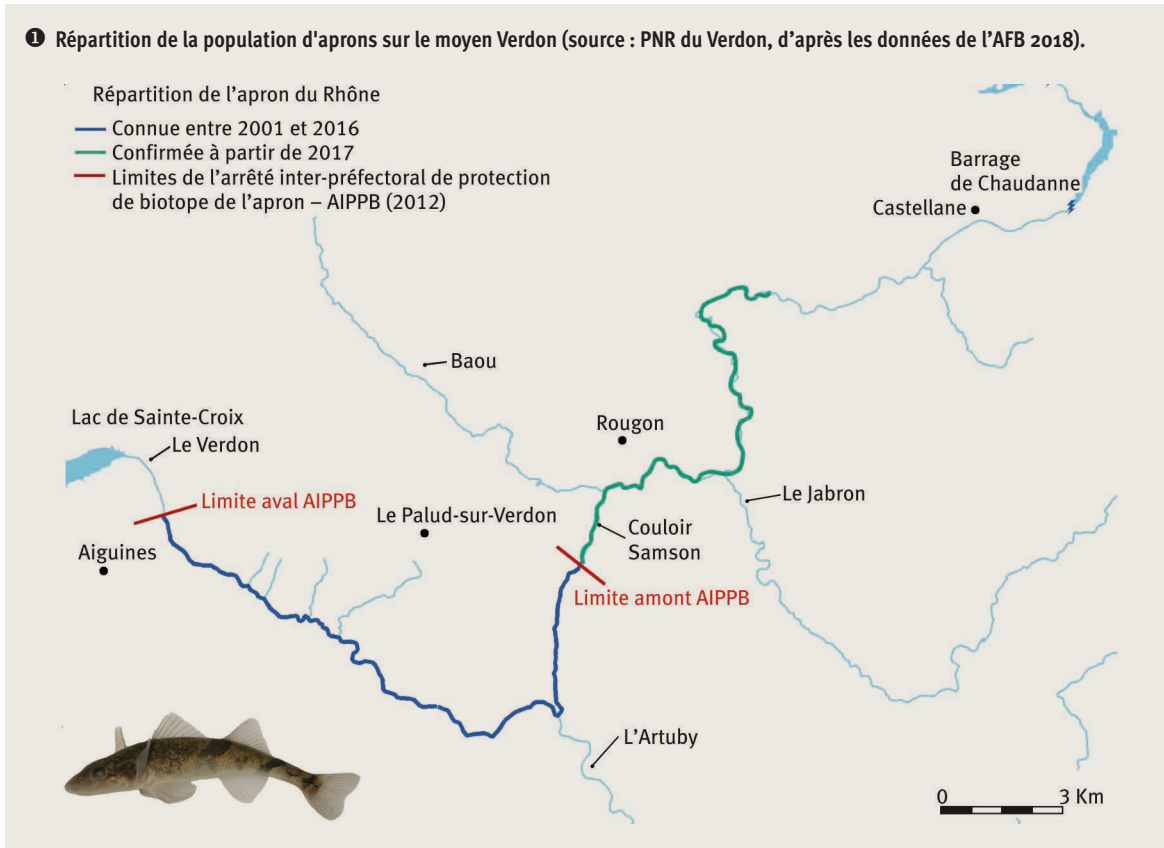 ❶ Répartition de la population d'aprons sur le moyen Verdon (source : PNR du Verdon, d’après les données de l’AFB 2018).
Répartition de l’apron du Rhône
Connue entre 2001 et 2016
Confirmée à partir de 2017
Limites de l’arrêté inter-préfectoral de protection
de biotope de l’apron – AIPPB (2012)
Barrage
de Chaudanne
Castellane
Baou
Rougon
Lac de Sainte-Croix
Le Verdon
Limite aval AIPPB
Le Palud-sur-Verdon
Le Jabron
Couloir
Samson
Aiguines
Limite amont AIPPB
L’Artuby
0 3 Km